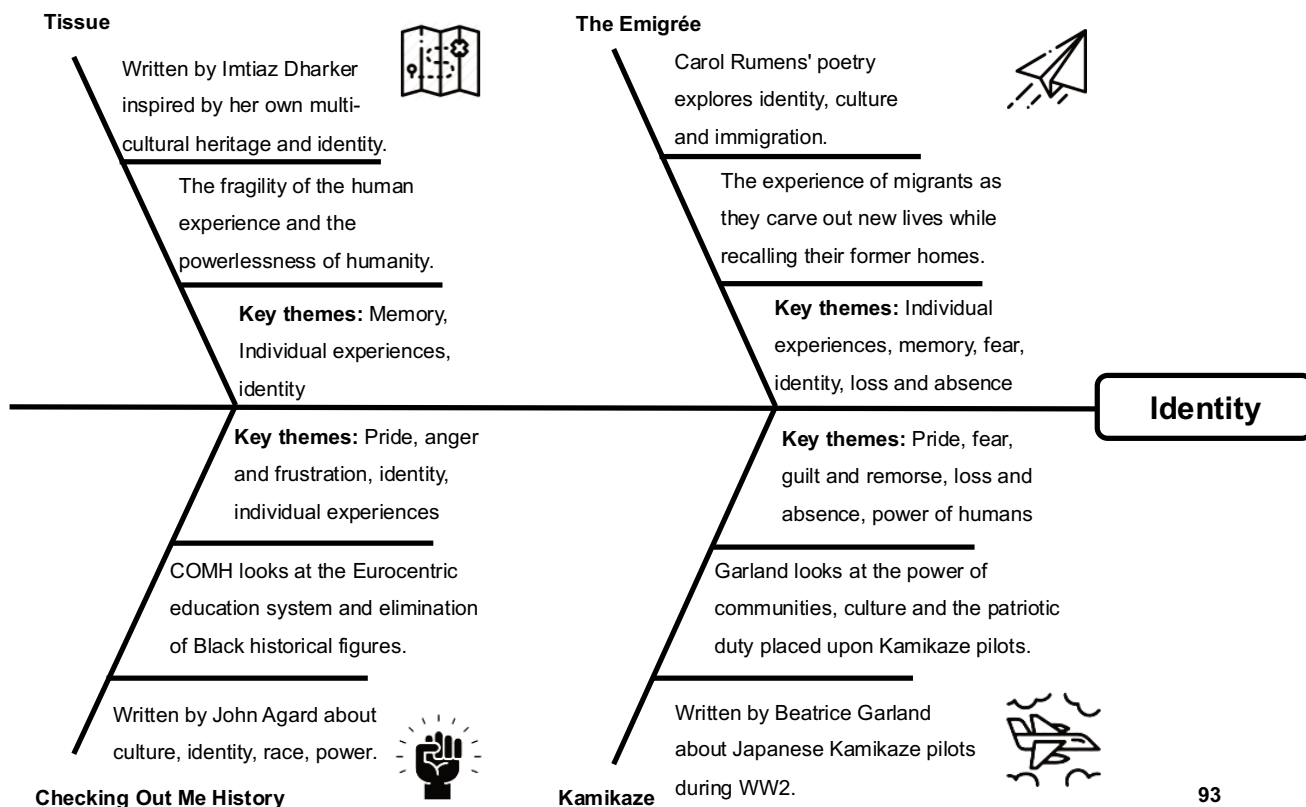 Tissue
Written by Imtiaz Dharker
inspired by her own multi-
cultural heritage and identity.
The fragility of the human
experience and the
powerlessness of humanity.
Key themes: Memory,
Individual experiences,
identity
The Emigrée
Carol Rumens' poetry
explores identity, culture
and immigration.
The experience of migrants as
they carve out new lives while
recalling their former homes.
Key themes: Individual
experiences, memory, fear,
identity, loss and absence
Identity
Key themes: Pride, anger
and frustration, identity,
individual experiences
COMH looks at the Eurocentric
education system and elimination
of Black historical figures.
Written by John Agard about
culture, identity, race, power.
Checking Out Me History
Key themes: Pride, fear,
guilt and remorse, loss and
absence, power of humans
Garland looks at the power of
communities, culture and the patriotic
duty placed upon Kamikaze pilots.
Written by Beatrice Garland
about Japanese Kamikaze pilots
during WW2.
Kamikaze
93